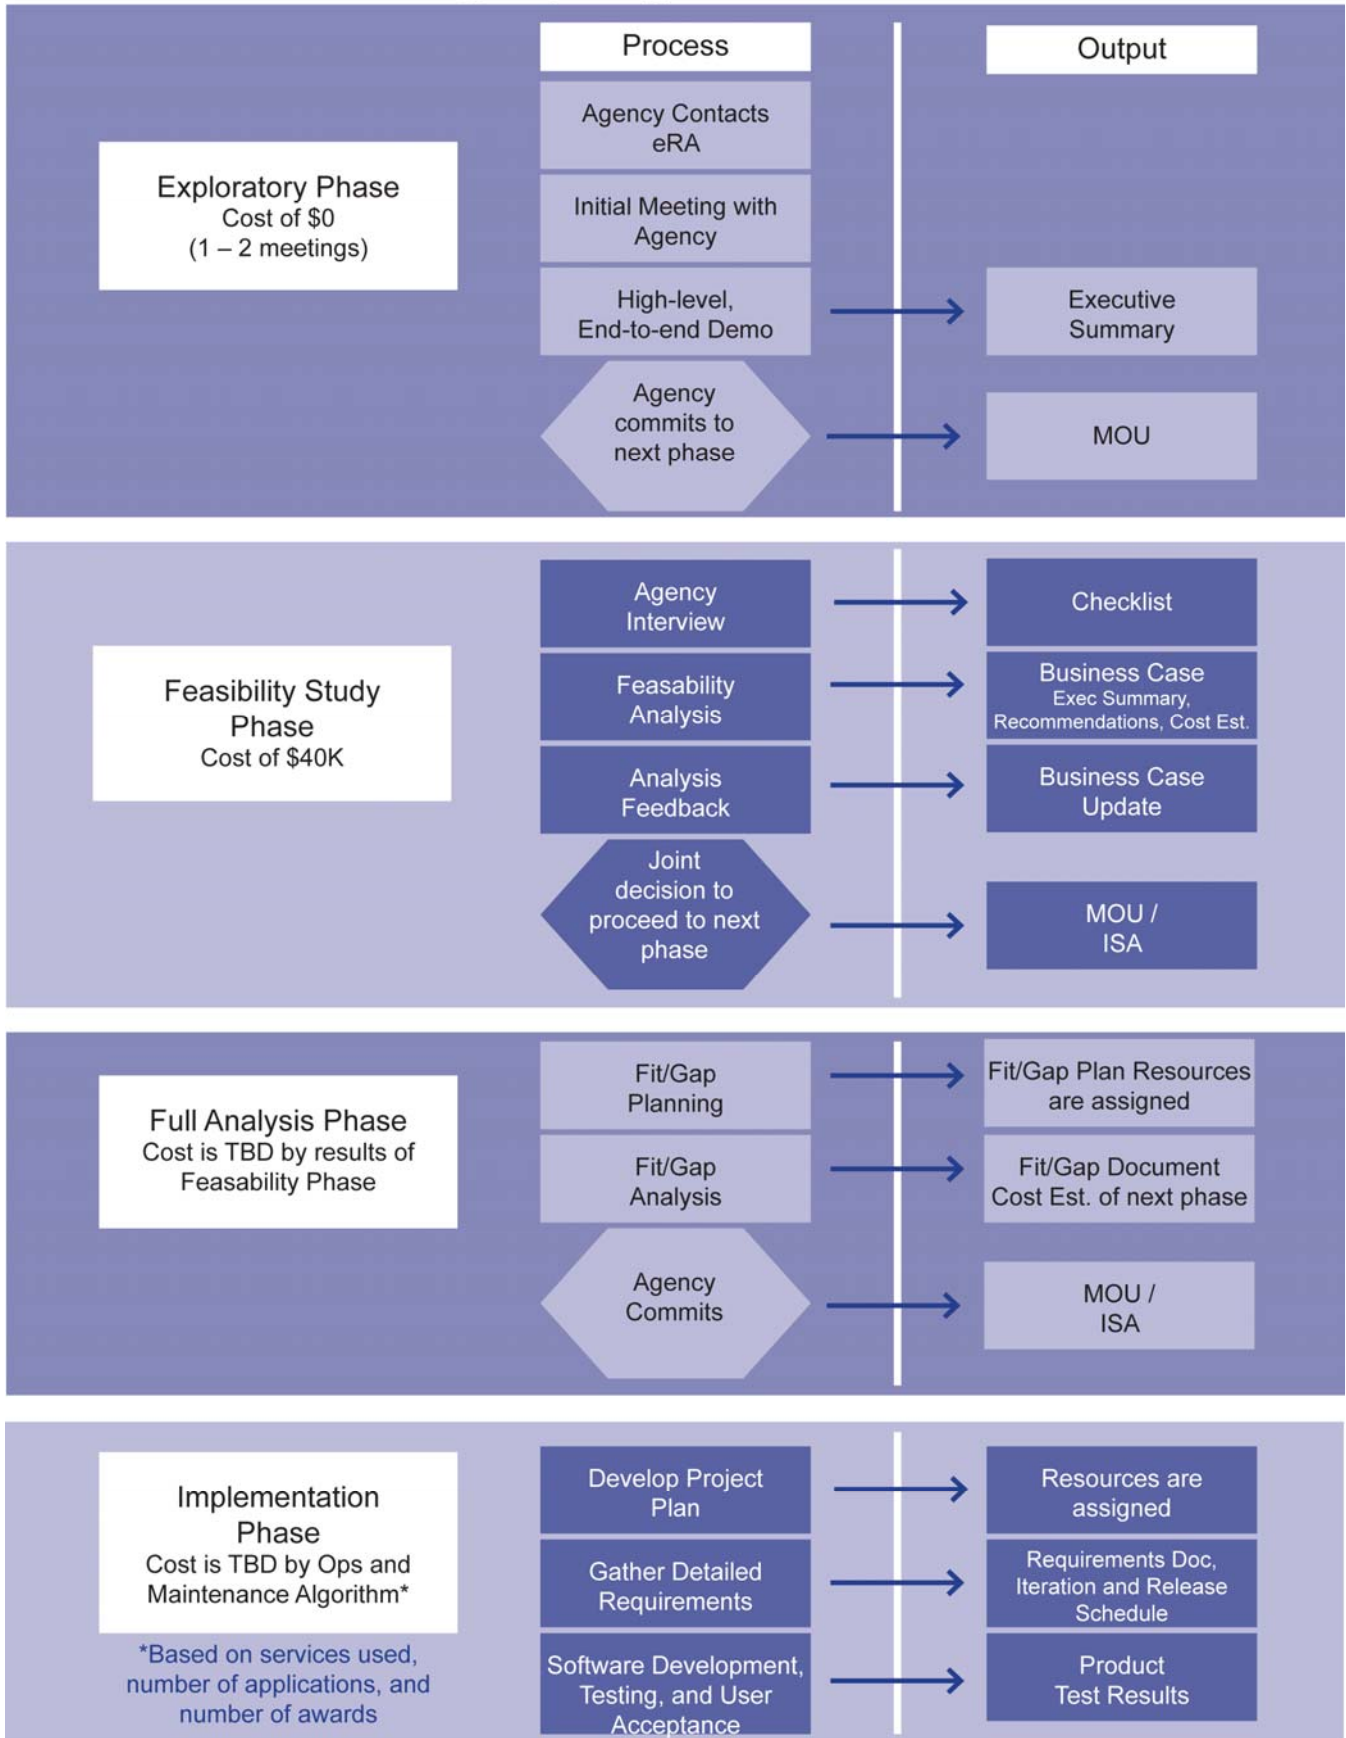 Process
Output
Exploratory Phase
Cost of $0
(1 – 2 meetings)
Agency Contacts
eRA
Initial Meeting with
Agency
High-level,
End-to-end Demo
Executive
Summary
Agency
commits to
next phase
MOU
Feasibility Study
Phase
Cost of $40K
Agency
Interview
Checklist
Feasability
Analysis
Business Case
Exec Summary,
Recommendations, Cost Est.
Analysis
Feedback
Business Case
Update
Joint
decision to
proceed to next
phase
MOU /
ISA
Full Analysis Phase
Cost is TBD by results of
Feasability Phase
Fit/Gap
Planning
Fit/Gap Plan Resources
are assigned
Fit/Gap
Analysis
Fit/Gap Document
Cost Est. of next phase
Agency
Commits
MOU /
ISA
Implementation
Phase
Cost is TBD by Ops and
Maintenance Algorithm*
*Based on services used,
number of applications, and
number of awards
Develop Project
Plan
Resources are
assigned
Gather Detailed
Requirements
Requirements Doc,
Iteration and Release
Schedule
Software Development,
Testing, and User
Acceptance
Product
Test Results